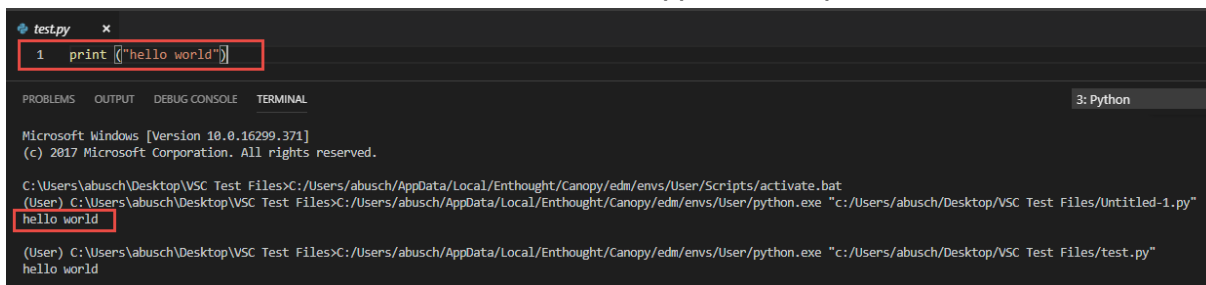 test.py ×
1 print ("hello world")
PROBLEMS OUTPUT DEBUG CONSOLE TERMINAL 3: Python
Microsoft Windows [Version 10.0.16299.371]
(c) 2017 Microsoft Corporation. All rights reserved.
C:\Users\abusch\Desktop\VSC Test Files>C:/Users/abusch/AppData/Local/Enthought/Canopy/edm/envs/User/Scripts/activate.bat
(User) C:\Users\abusch\Desktop\VSC Test Files>C:/Users/abusch/AppData/Local/Enthought/Canopy/edm/envs/User/python.exe "c:/Users/abusch/Desktop/VSC Test Files/Untitled-1.py"
hello world
(User) C:\Users\abusch\Desktop\VSC Test Files>C:/Users/abusch/AppData/Local/Enthought/Canopy/edm/envs/User/python.exe "c:/Users/abusch/Desktop/VSC Test Files/test.py"
hello world